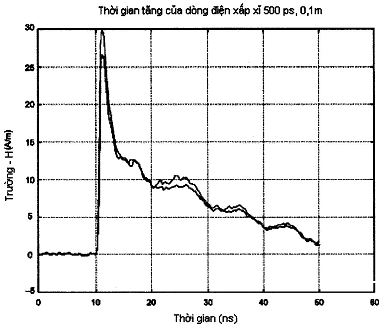 Thời gian tăng của dòng điện xấp xỉ 500 ps, 0,1m
Trường - H(A/m)
30
25
20
15
10
5
0
-5
0 10 20 30 40 50 60
Thời gian (ns)